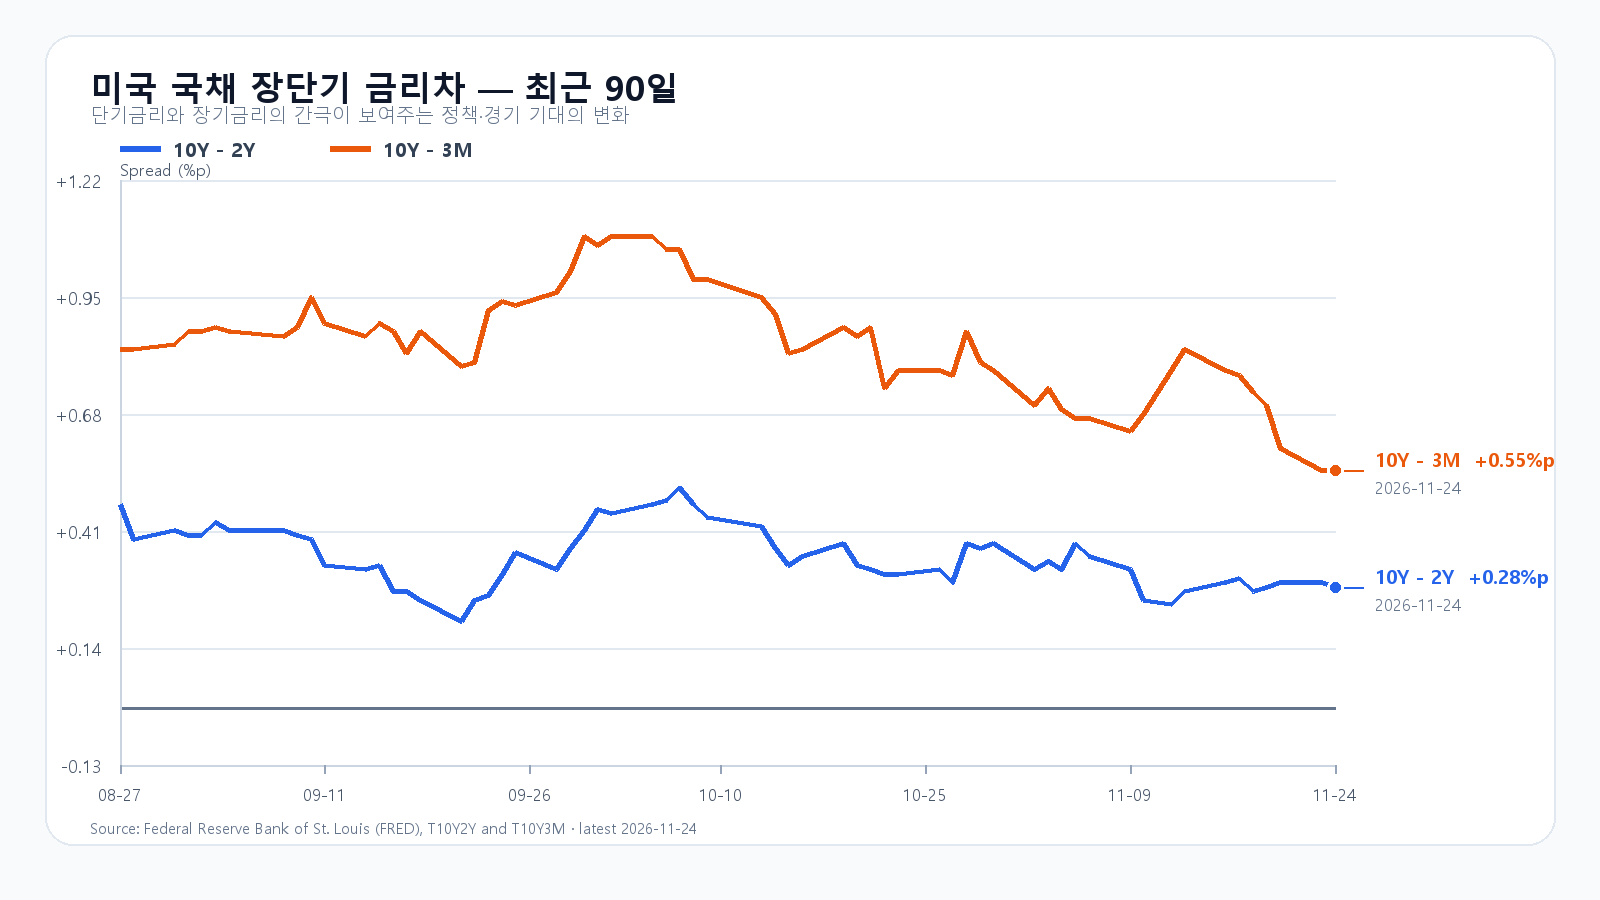 미국 국채 장단기 금리차 — 최근 90일
단기금리와 장기금리의 간극이 보여주는 정책·경기 기대의 변화
10Y - 2Y 10Y - 3M
Spread (%p)
+1.22
+0.95
+0.68
+0.41
+0.14
-0.13
10Y - 3M +0.55%p
2026-11-24
10Y - 2Y +0.28%p
2026-11-24
08-27 09-11 09-26 10-10 10-25 11-09 11-24
Source: Federal Reserve Bank of St. Louis (FRED), T10Y2Y and T10Y3M · latest 2026-11-24